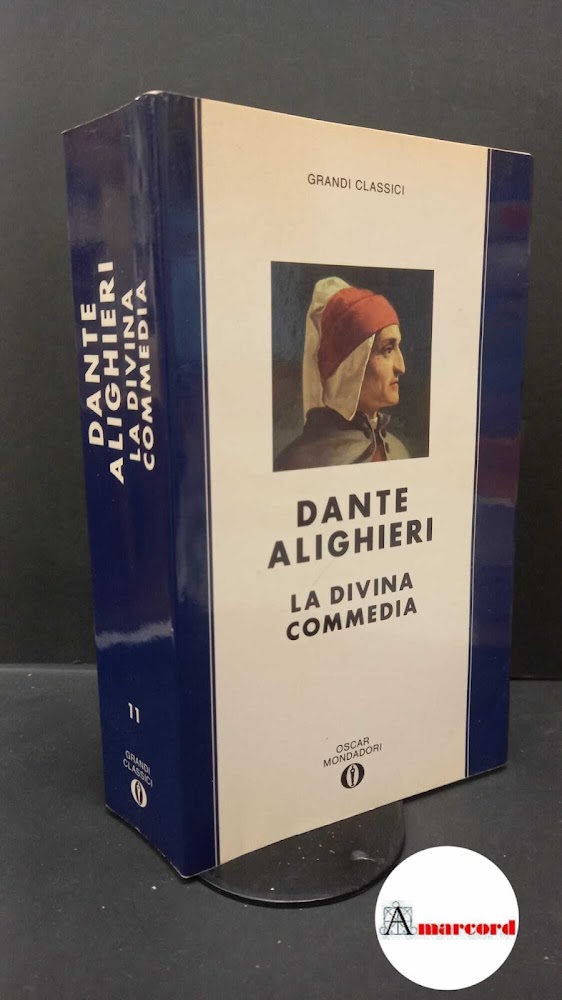 GRANDI CLASSICI
DANTE
ALIGHIERI
LA DIVINA
COMMEDIA
OSCAR
MONDADORI
DANTE
ALIGHIERI
LA DIVINA
COMMEDIA
11
GRANDI
CLASSICI
Amarcord